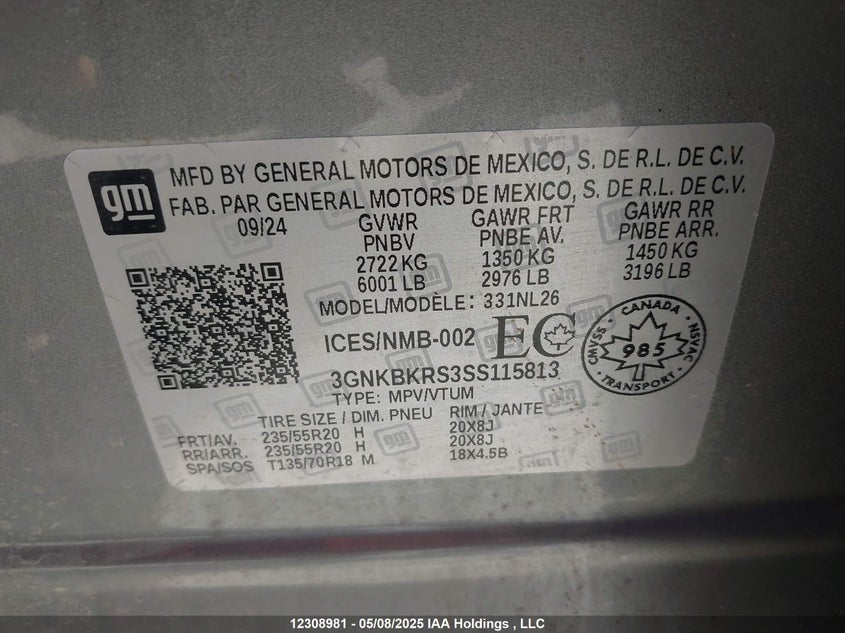 gm
MFD BY GENERAL MOTORS DE MEXICO, S. DE R.L. DE C.V.
FAB. PAR GENERAL MOTORS DE MEXICO, S. DE R.L. DE C.V.
09/24 GVWR GAWR FRT GAWR RR
PNBV PNBE AV. PNBE ARR.
2722 KG 1350 KG 1450 KG
6001 LB 2976 LB 3196 LB
MODEL/MODÈLE: 331NL26
ICES/NMB-002 EC
CANADA
CMVSS 985 NSVAC
TRANSPORT
3GNKBKRS3SS115813
TYPE: MPV/VTUM
TIRE SIZE / DIM. PNEU RIM / JANTE
FRT/AV. 235/55R20 H 20X8J
RR/ARR. 235/55R20 H 20X8J
SPA/SOS T135/70R18 M 18X4.5B
12308981 - 05/08/2025 IAA Holdings , LLC